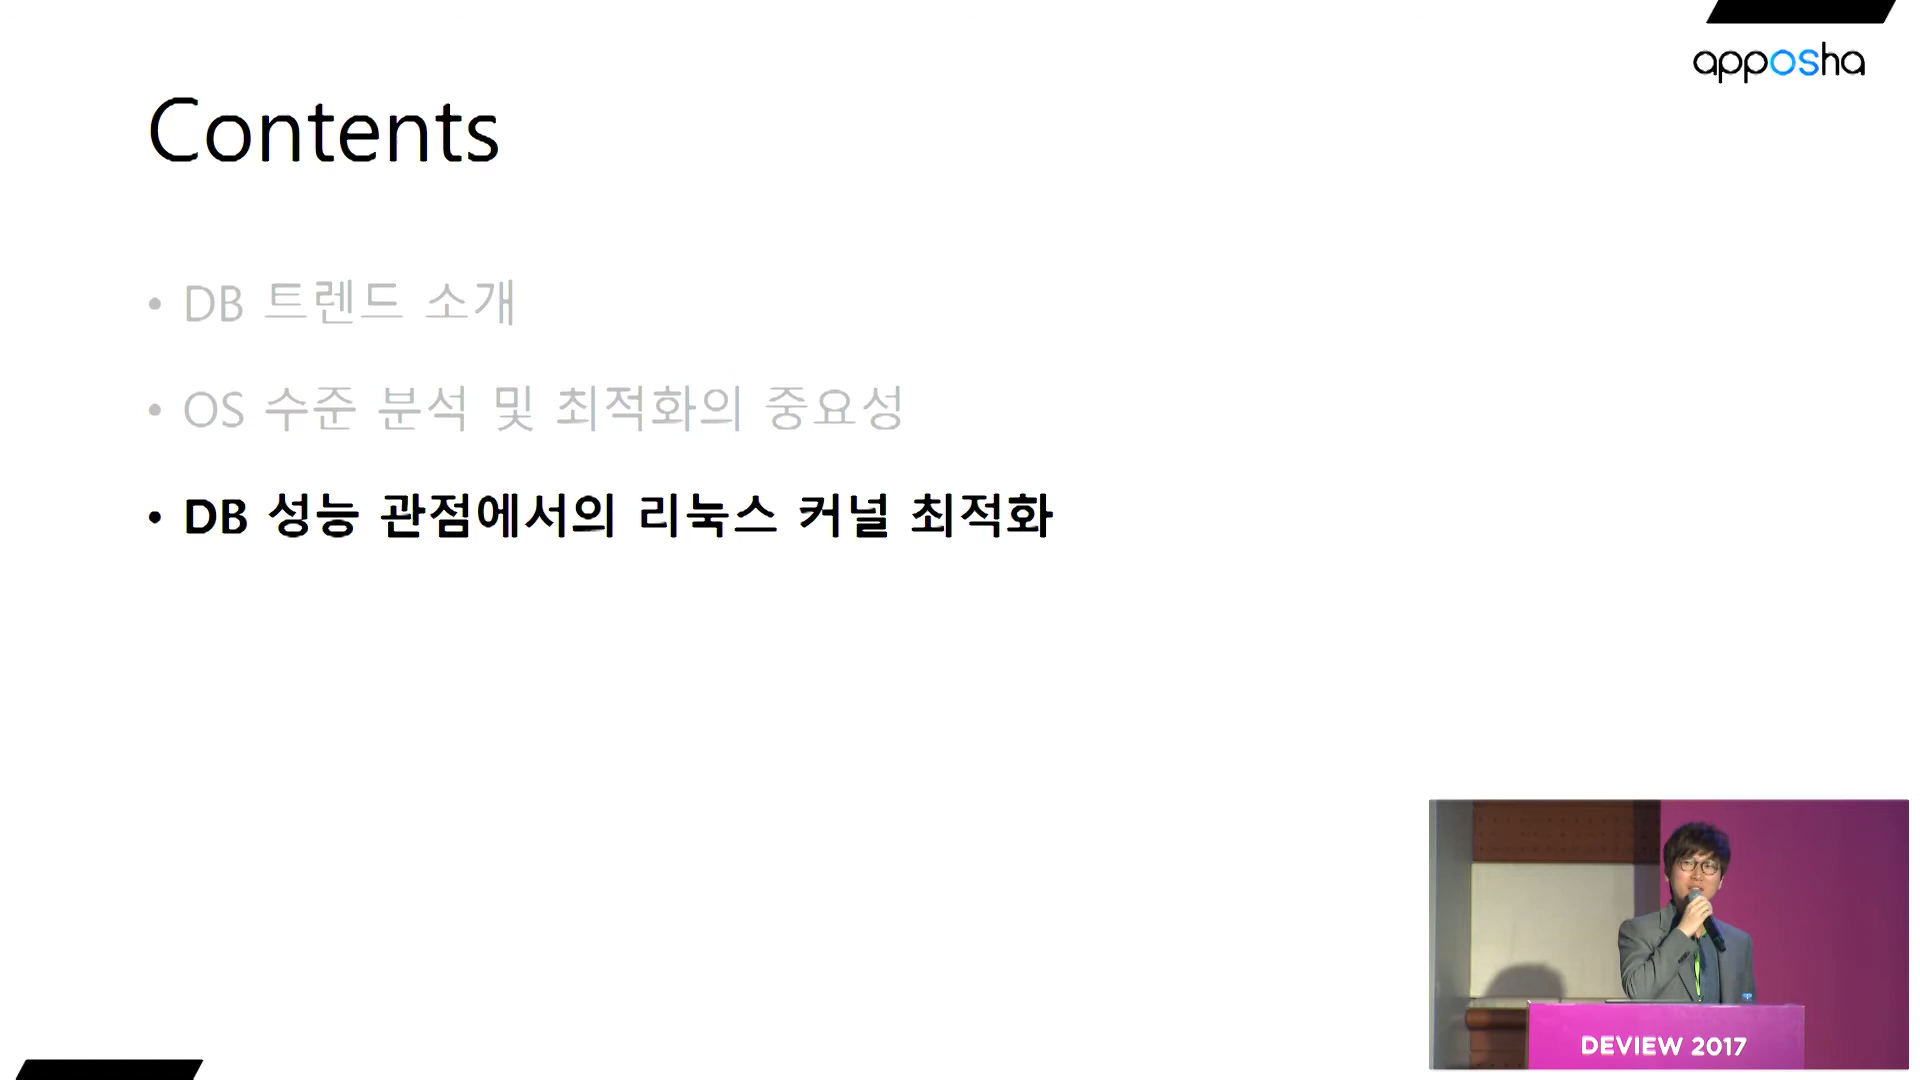 apposha
Contents
• DB 트렌드 소개
• OS 수준 분석 및 최적화의 중요성
• DB 성능 관점에서의 리눅스 커널 최적화
DEVIEW 2017